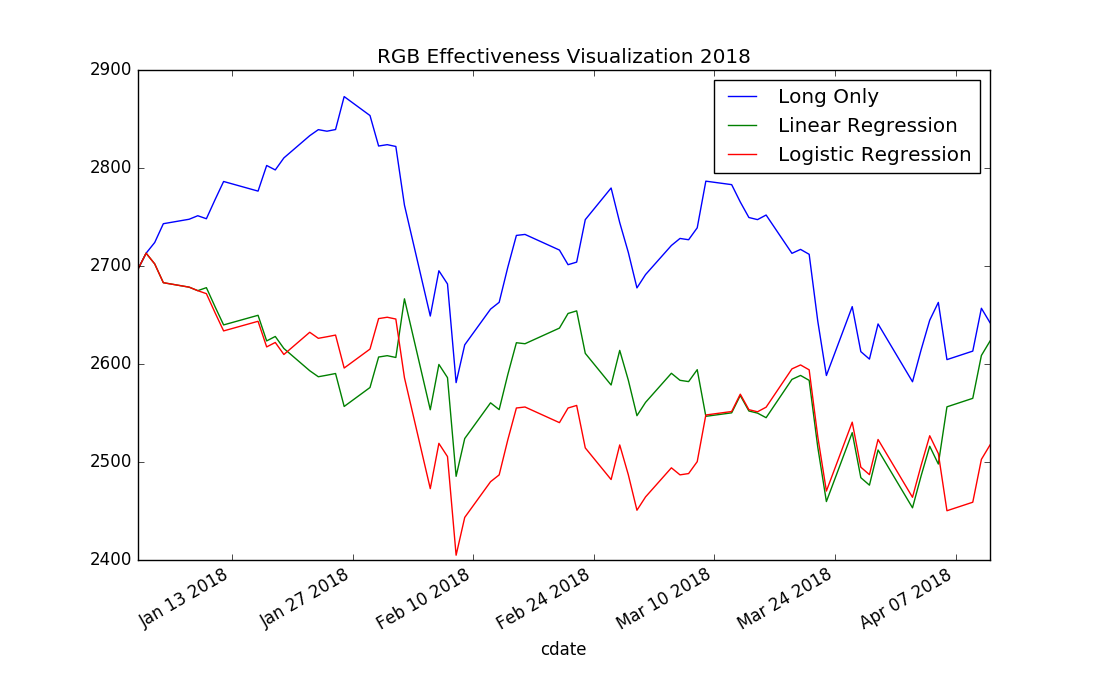 RGB Effectiveness Visualization 2018
2900
2800
2700
2600
2500
2400
Long Only
Linear Regression
Logistic Regression
Jan 13 2018
Jan 27 2018
Feb 10 2018
Feb 24 2018
Mar 10 2018
Mar 24 2018
Apr 07 2018
cdate